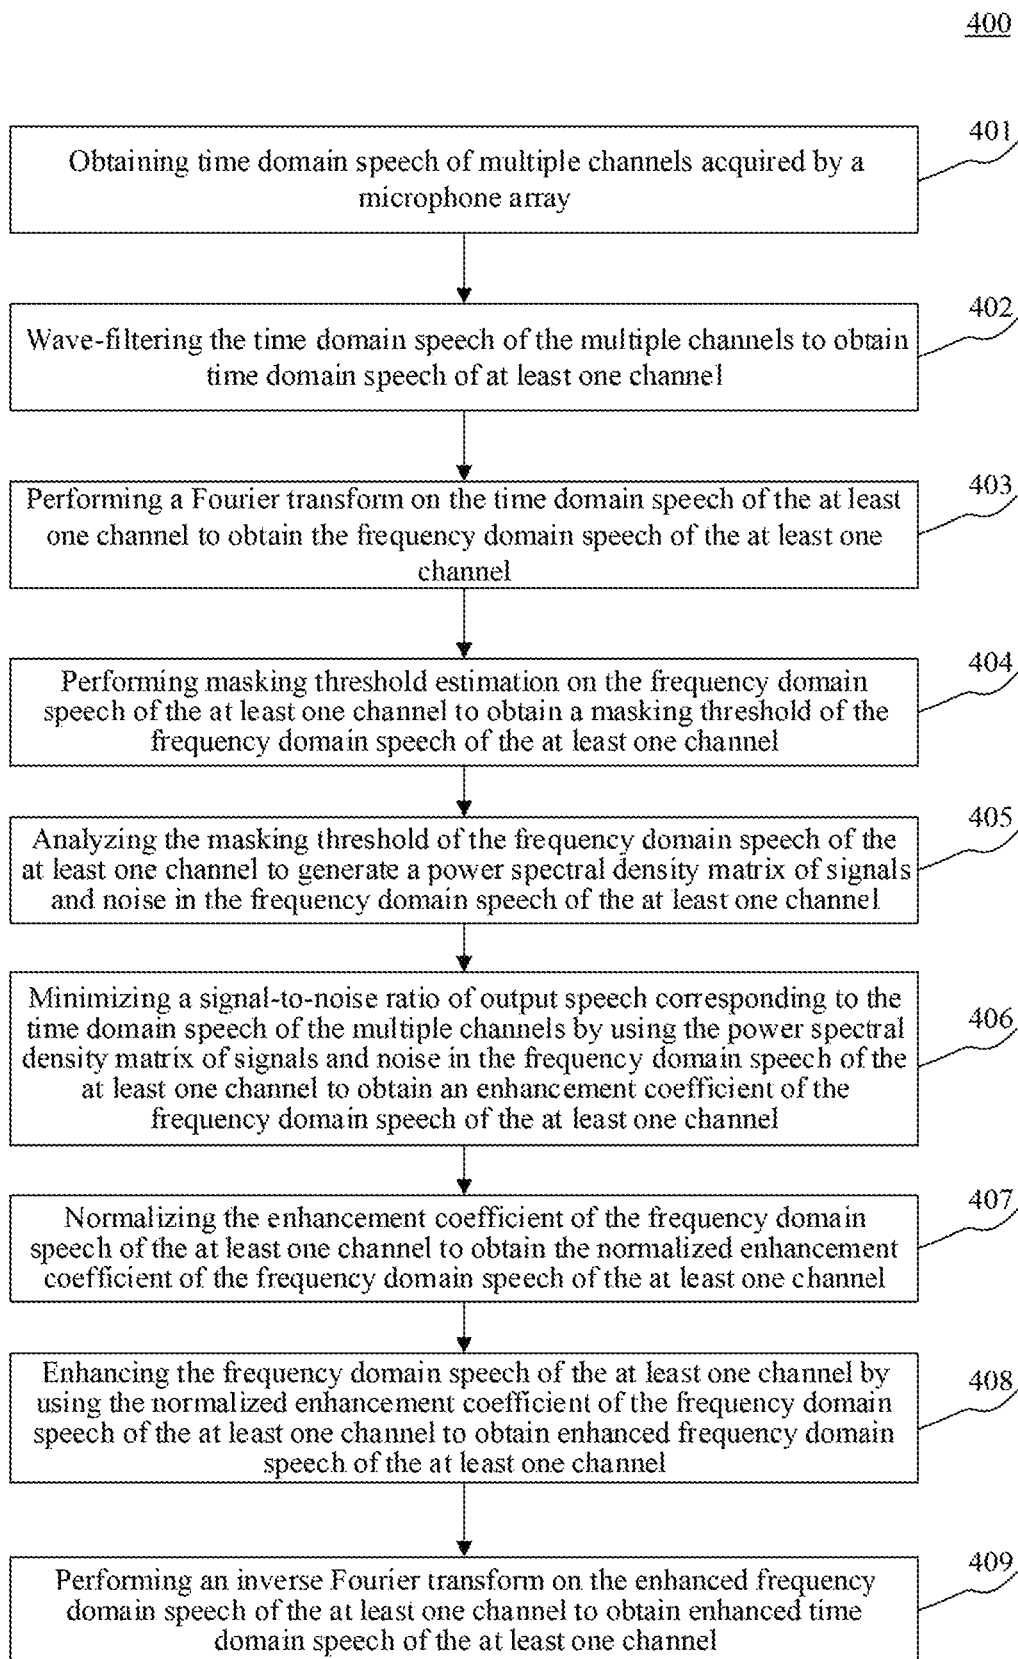 400
401
Obtaining time domain speech of multiple channels acquired by a
microphone array
402
Wave-filtering the time domain speech of the multiple channels to obtain
time domain speech of at least one channel
403
Performing a Fourier transform on the time domain speech of the at least
one channel to obtain the frequency domain speech of the at least one
channel
404
Performing masking threshold estimation on the frequency domain
speech of the at least one channel to obtain a masking threshold of the
frequency domain speech of the at least one channel
405
Analyzing the masking threshold of the frequency domain speech of the
at least one channel to generate a power spectral density matrix of signals
and noise in the frequency domain speech of the at least one channel
406
Minimizing a signal-to-noise ratio of output speech corresponding to the
time domain speech of the multiple channels by using the power spectral
density matrix of signals and noise in the frequency domain speech of the
at least one channel to obtain an enhancement coefficient of the
frequency domain speech of the at least one channel
407
Normalizing the enhancement coefficient of the frequency domain
speech of the at least one channel to obtain the normalized enhancement
coefficient of the frequency domain speech of the at least one channel
408
Enhancing the frequency domain speech of the at least one channel by
using the normalized enhancement coefficient of the frequency domain
speech of the at least one channel to obtain enhanced frequency domain
speech of the at least one channel
409
Performing an inverse Fourier transform on the enhanced frequency
domain speech of the at least one channel to obtain enhanced time
domain speech of the at least one channel